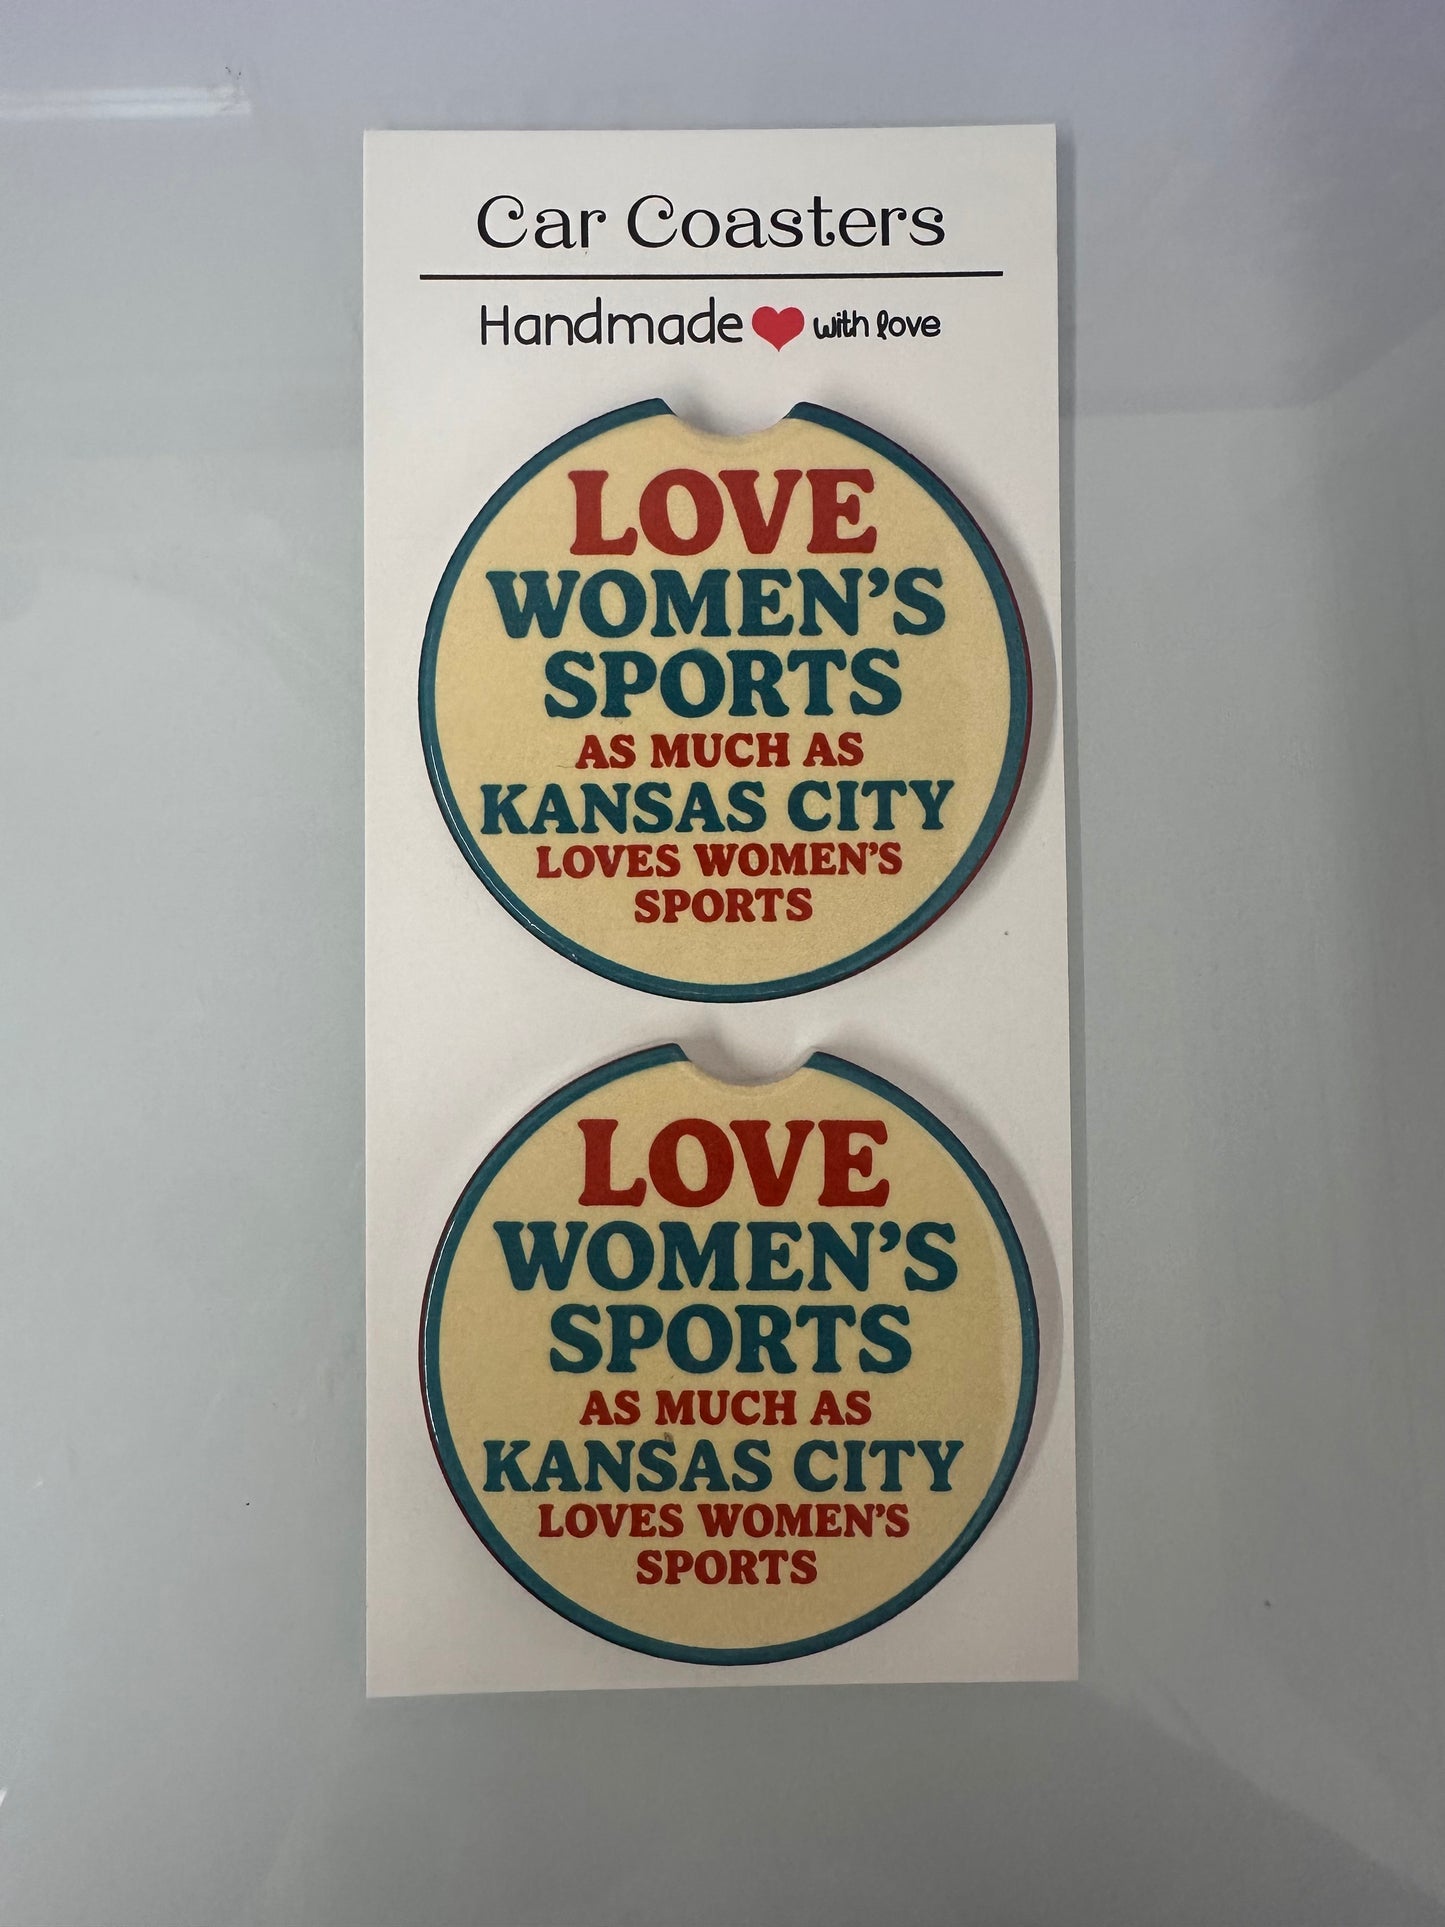 Car Coasters
Handmade with love
LOVE
WOMEN'S
SPORTS
AS MUCH AS
KANSAS CITY
LOVES WOMEN'S
SPORTS
LOVE
WOMEN'S
SPORTS
AS MUCH AS
KANSAS CITY
LOVES WOMEN'S
SPORTS